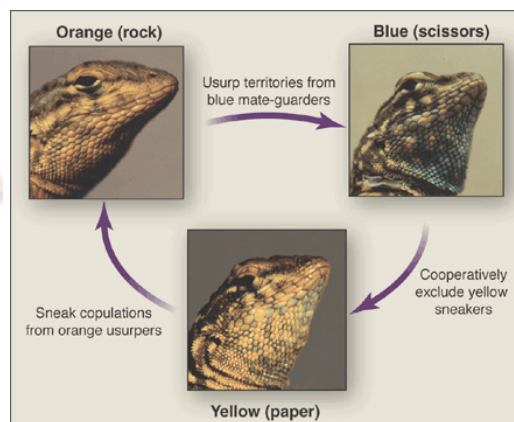 Orange (rock)
Blue (scissors)
Usurp territories from
blue mate-guarders
Cooperatively
exclude yellow
sneakers
Sneak copulations
from orange usurpers
Yellow (paper)